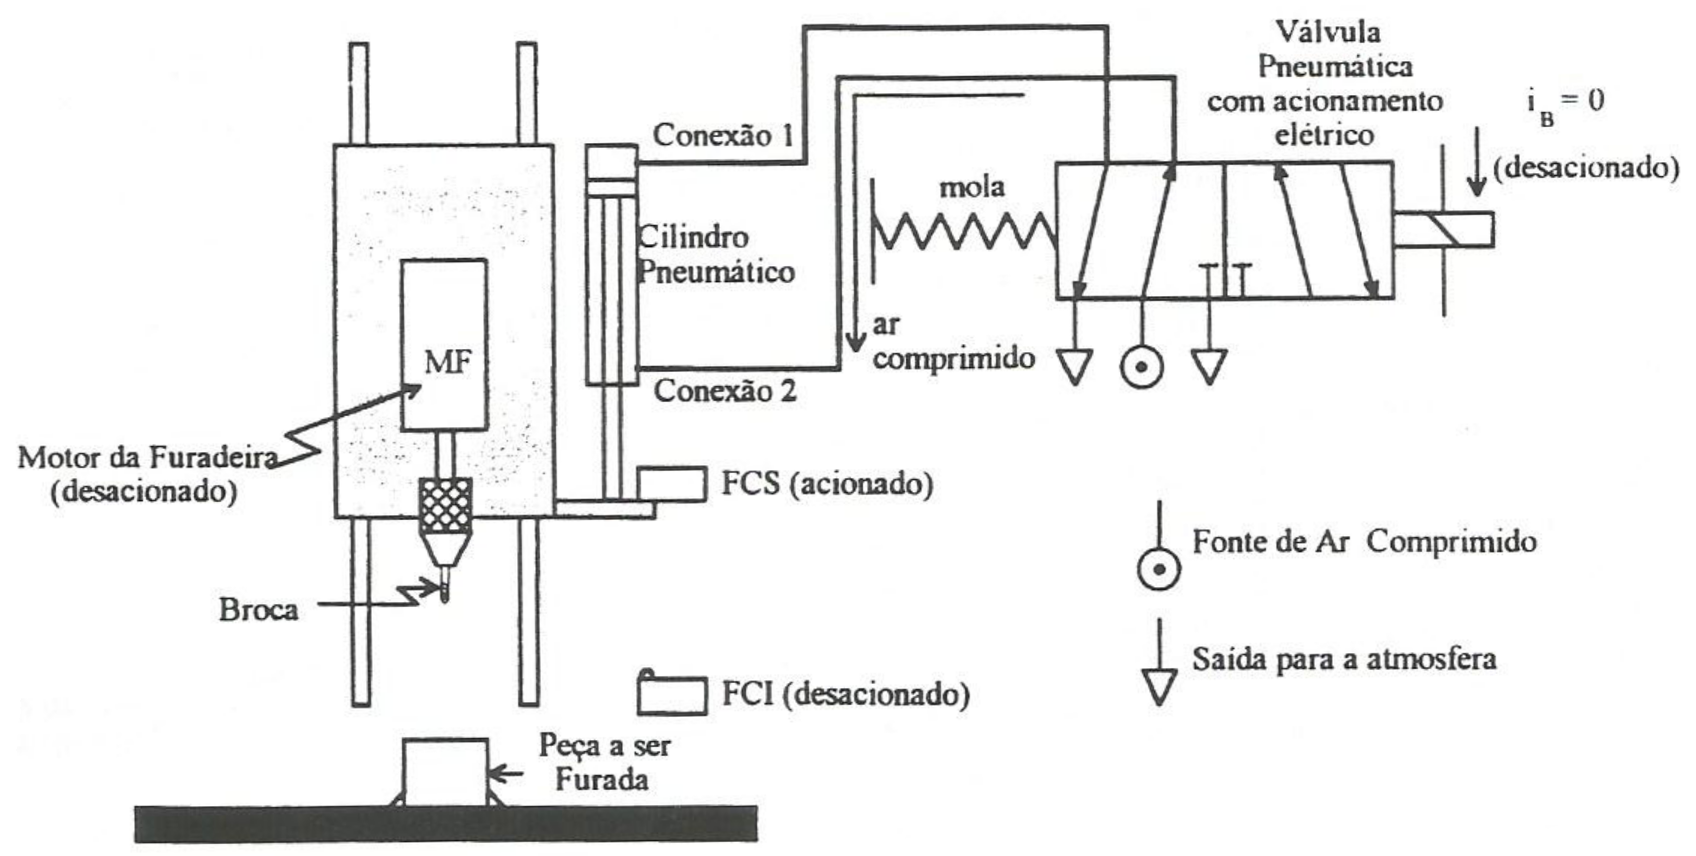 Válvula
Pneumática
com acionamento
elétrico
i_B = 0
(desacionado)
Conexão 1
mola
Cilindro
Pneumático
ar
comprimido
MF
Conexão 2
Motor da Furadeira
(desacionado)
FCS (acionado)
Fonte de Ar Comprimido
Broca
Saída para a atmosfera
FCI (desacionado)
Peça a ser
Furada